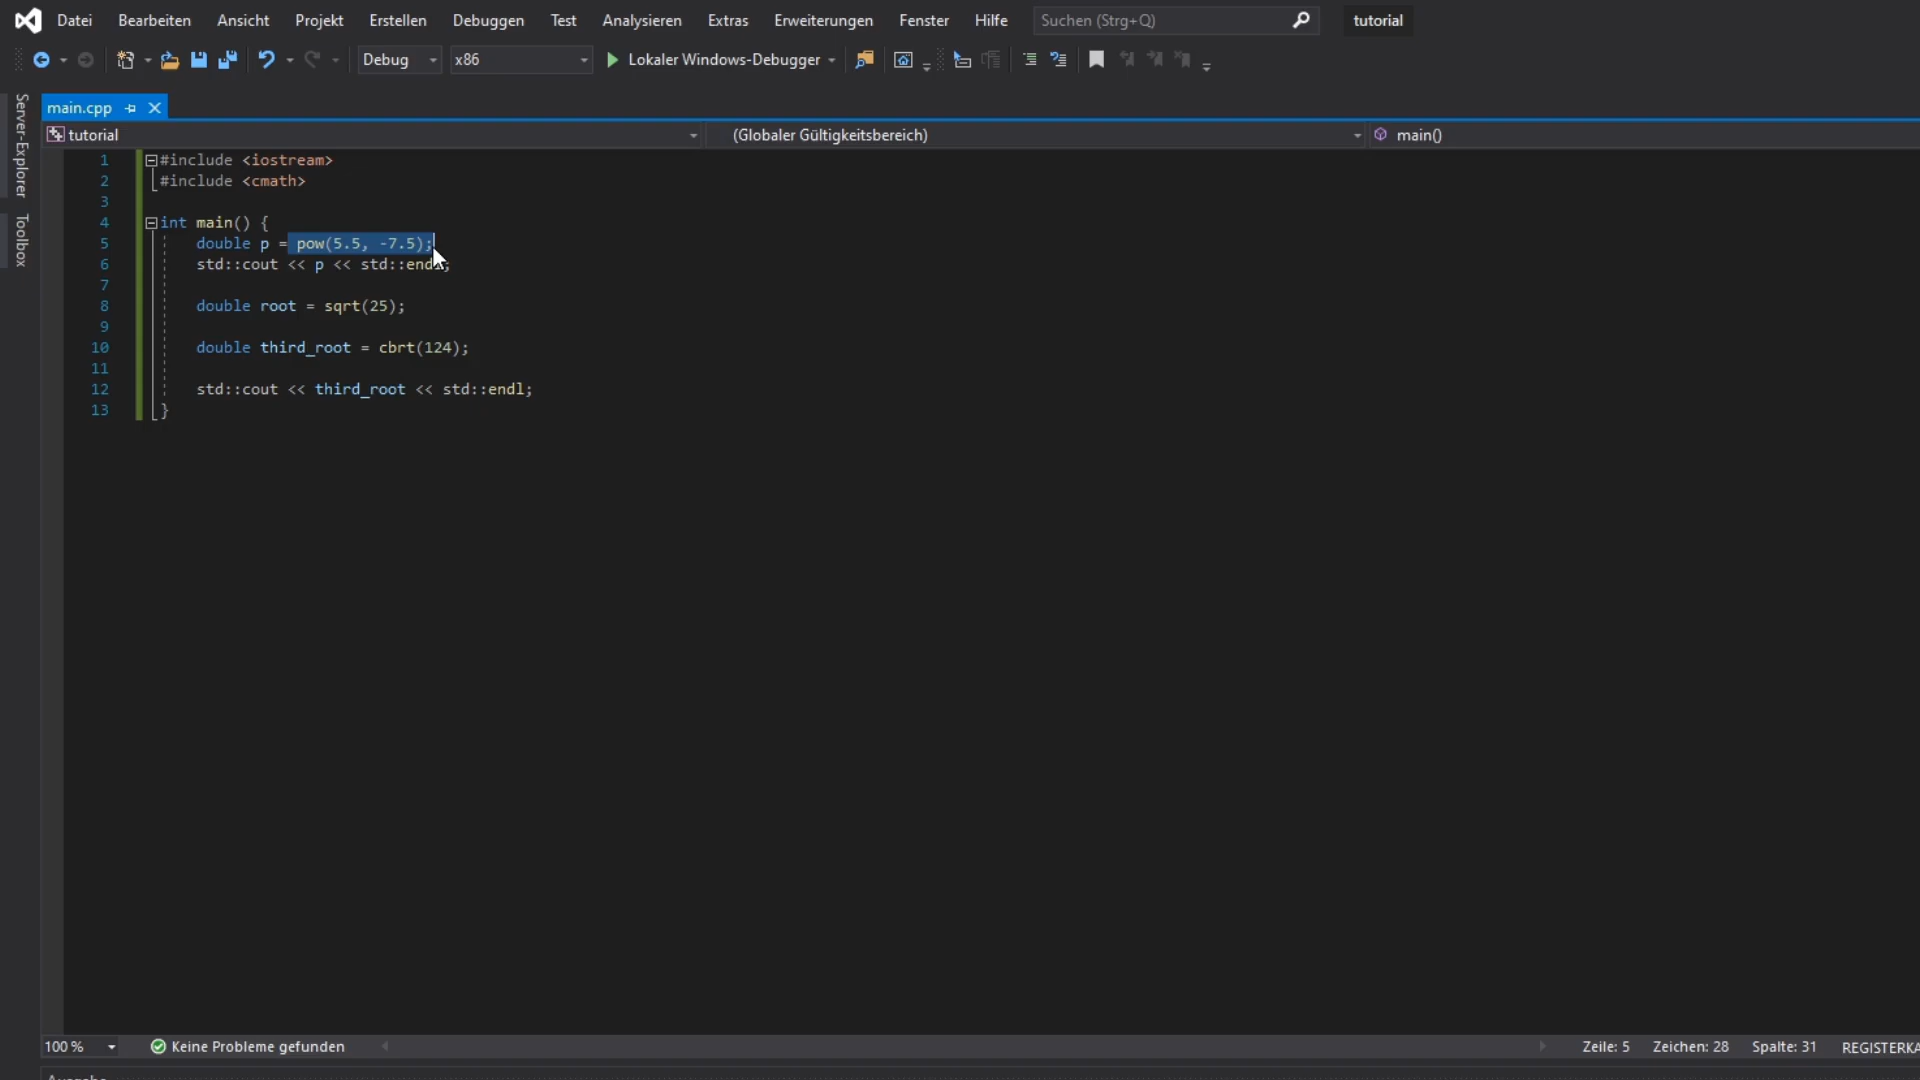 Datei Bearbeiten Ansicht Projekt Erstellen Debuggen Test Analysieren Extras Erweiterungen Fenster Hilfe Suchen (Strg+Q) tutorial
Debug x86 Lokaler Windows-Debugger
Server-Explorer
Toolbox
main.cpp
tutorial (Globaler Gültigkeitsbereich) main()
1 #include <iostream>
2 #include <cmath>
3
4 int main() {
5 double p = pow(5.5, -7.5);
6 std::cout << p << std::endl;
7
8 double root = sqrt(25);
9
10 double third_root = cbrt(124);
11
12 std::cout << third_root << std::endl;
13 }
100 % Keine Probleme gefunden Zeile: 5 Zeichen: 28 Spalte: 31 REGISTERKA